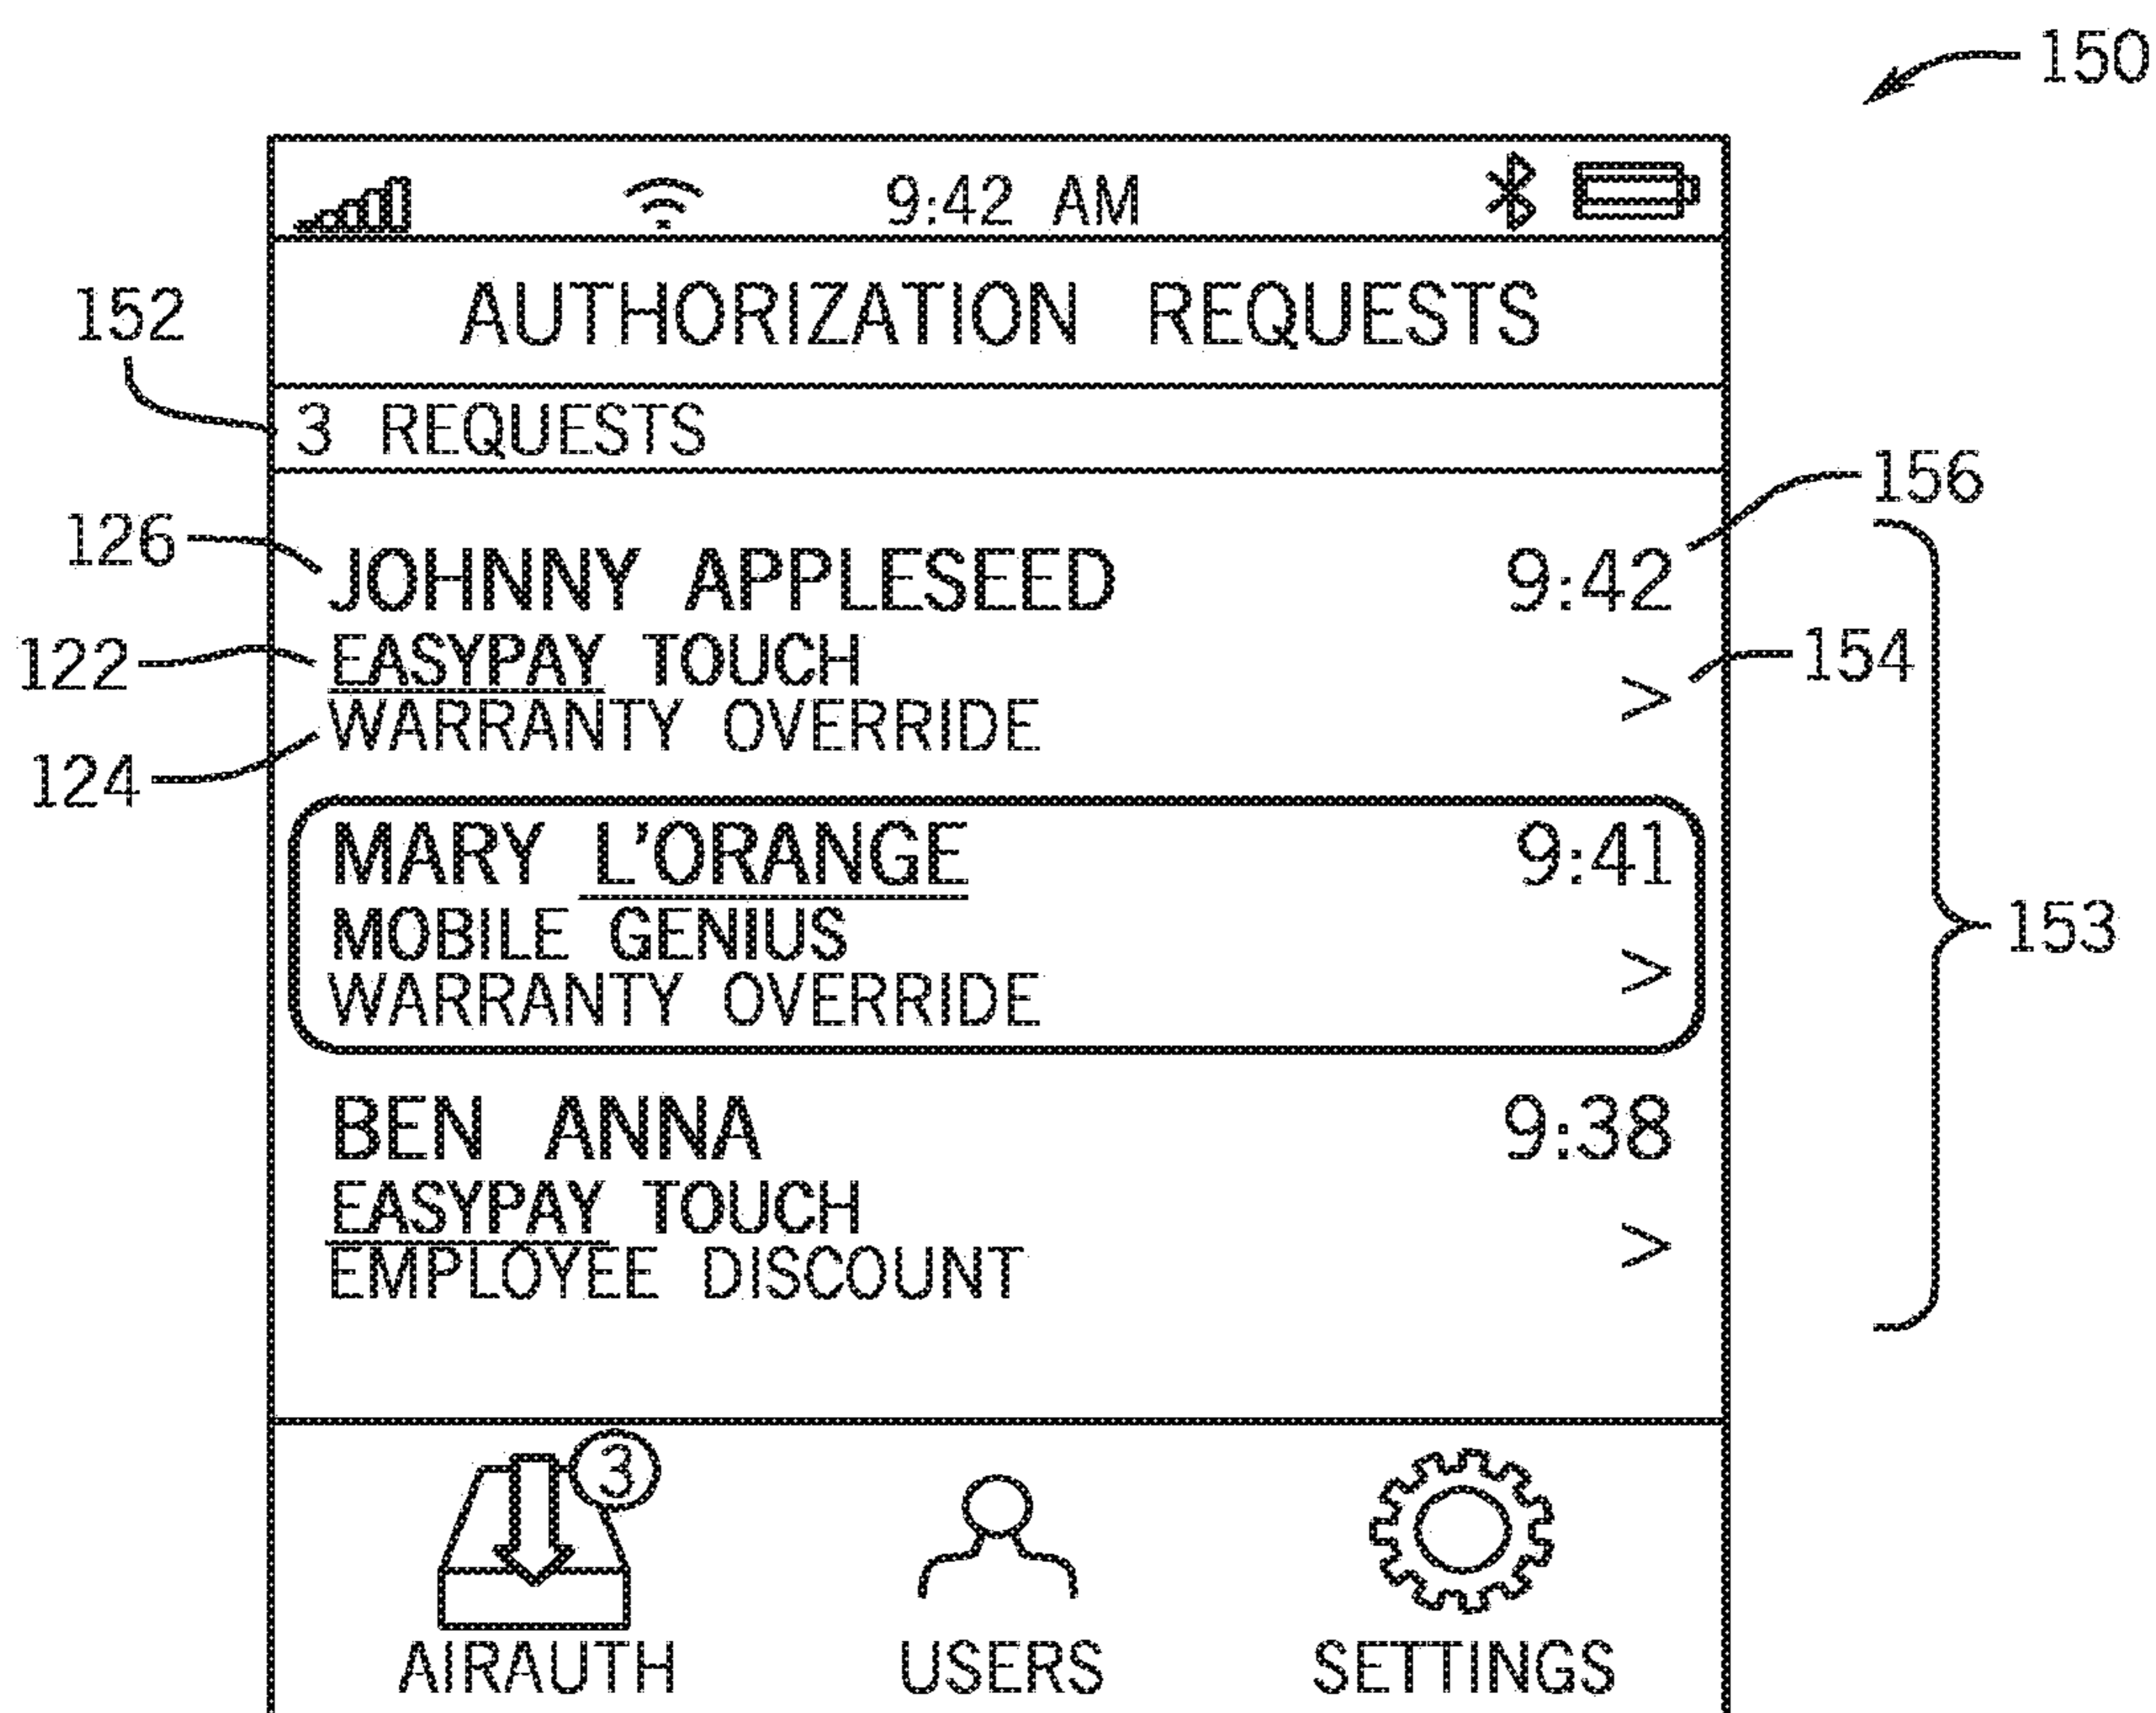 150
9:42 AM
AUTHORIZATION REQUESTS
152
3 REQUESTS
156
126
JOHNNY APPLESEED 9:42
122
EASYPAY TOUCH
154
>
WARRANTY OVERRIDE
124
MARY L'ORANGE 9:41
153
MOBILE GENIUS
>
WARRANTY OVERRIDE
BEN ANNA 9:38
EASYPAY TOUCH
>
EMPLOYEE DISCOUNT
3
AIRAUTH USERS SETTINGS